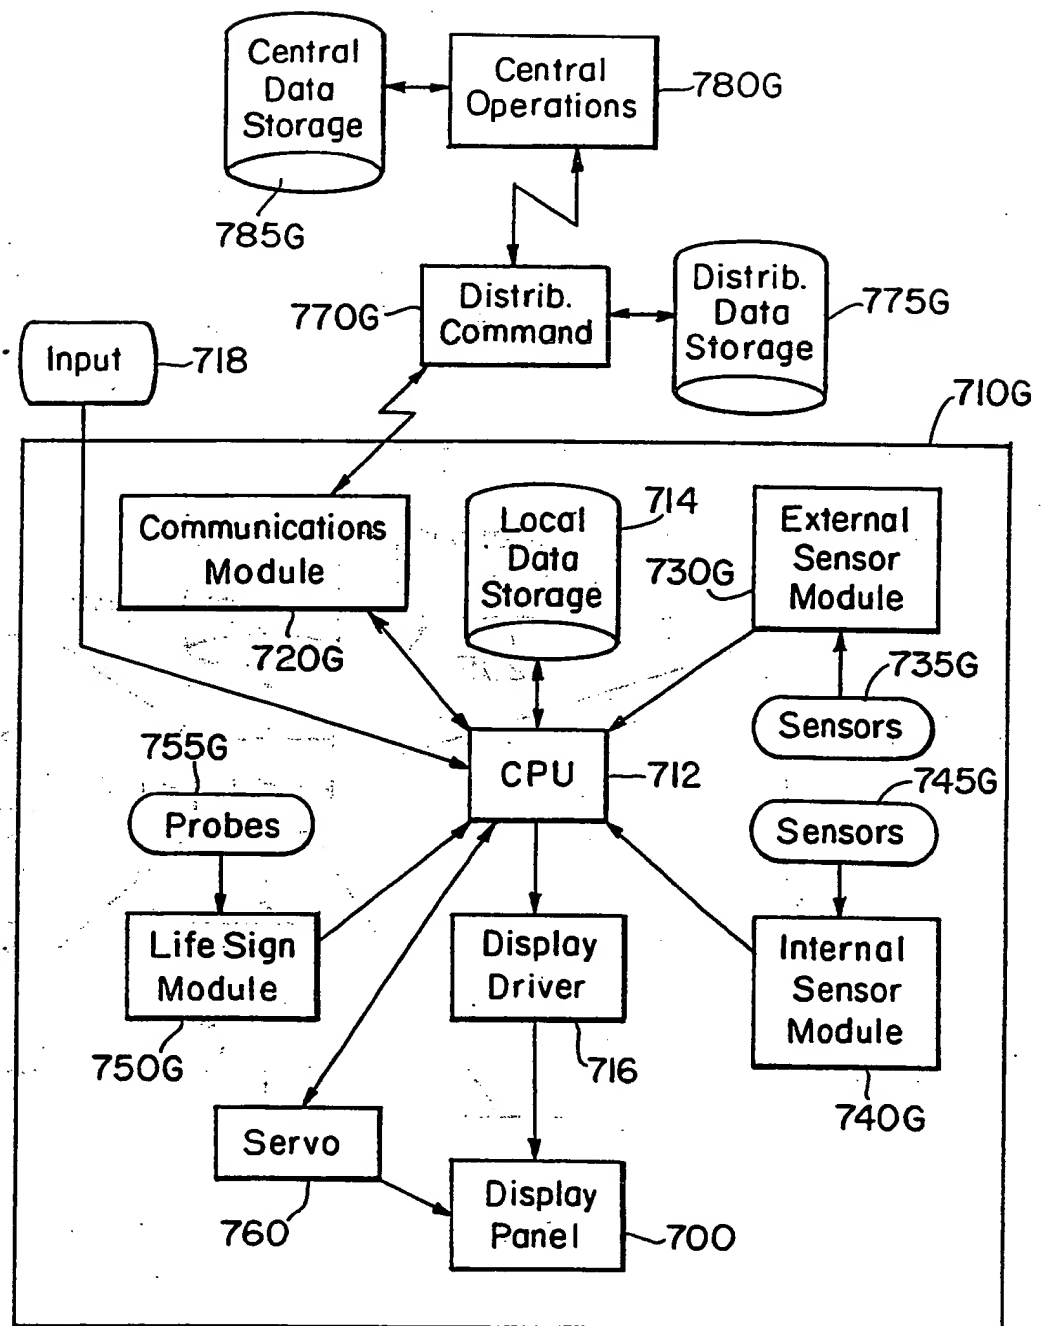 Central
Data
Storage
785G
Central
Operations
780G
770G
Distrib.
Command
Distrib.
Data
Storage
775G
Input
718
710G
Communications
Module
720G
Local
Data
Storage
714
730G
External
Sensor
Module
735G
Sensors
755G
Probes
CPU
712
745G
Sensors
Life Sign
Module
750G
Display
Driver
716
Internal
Sensor
Module
740G
Servo
760
Display
Panel
700